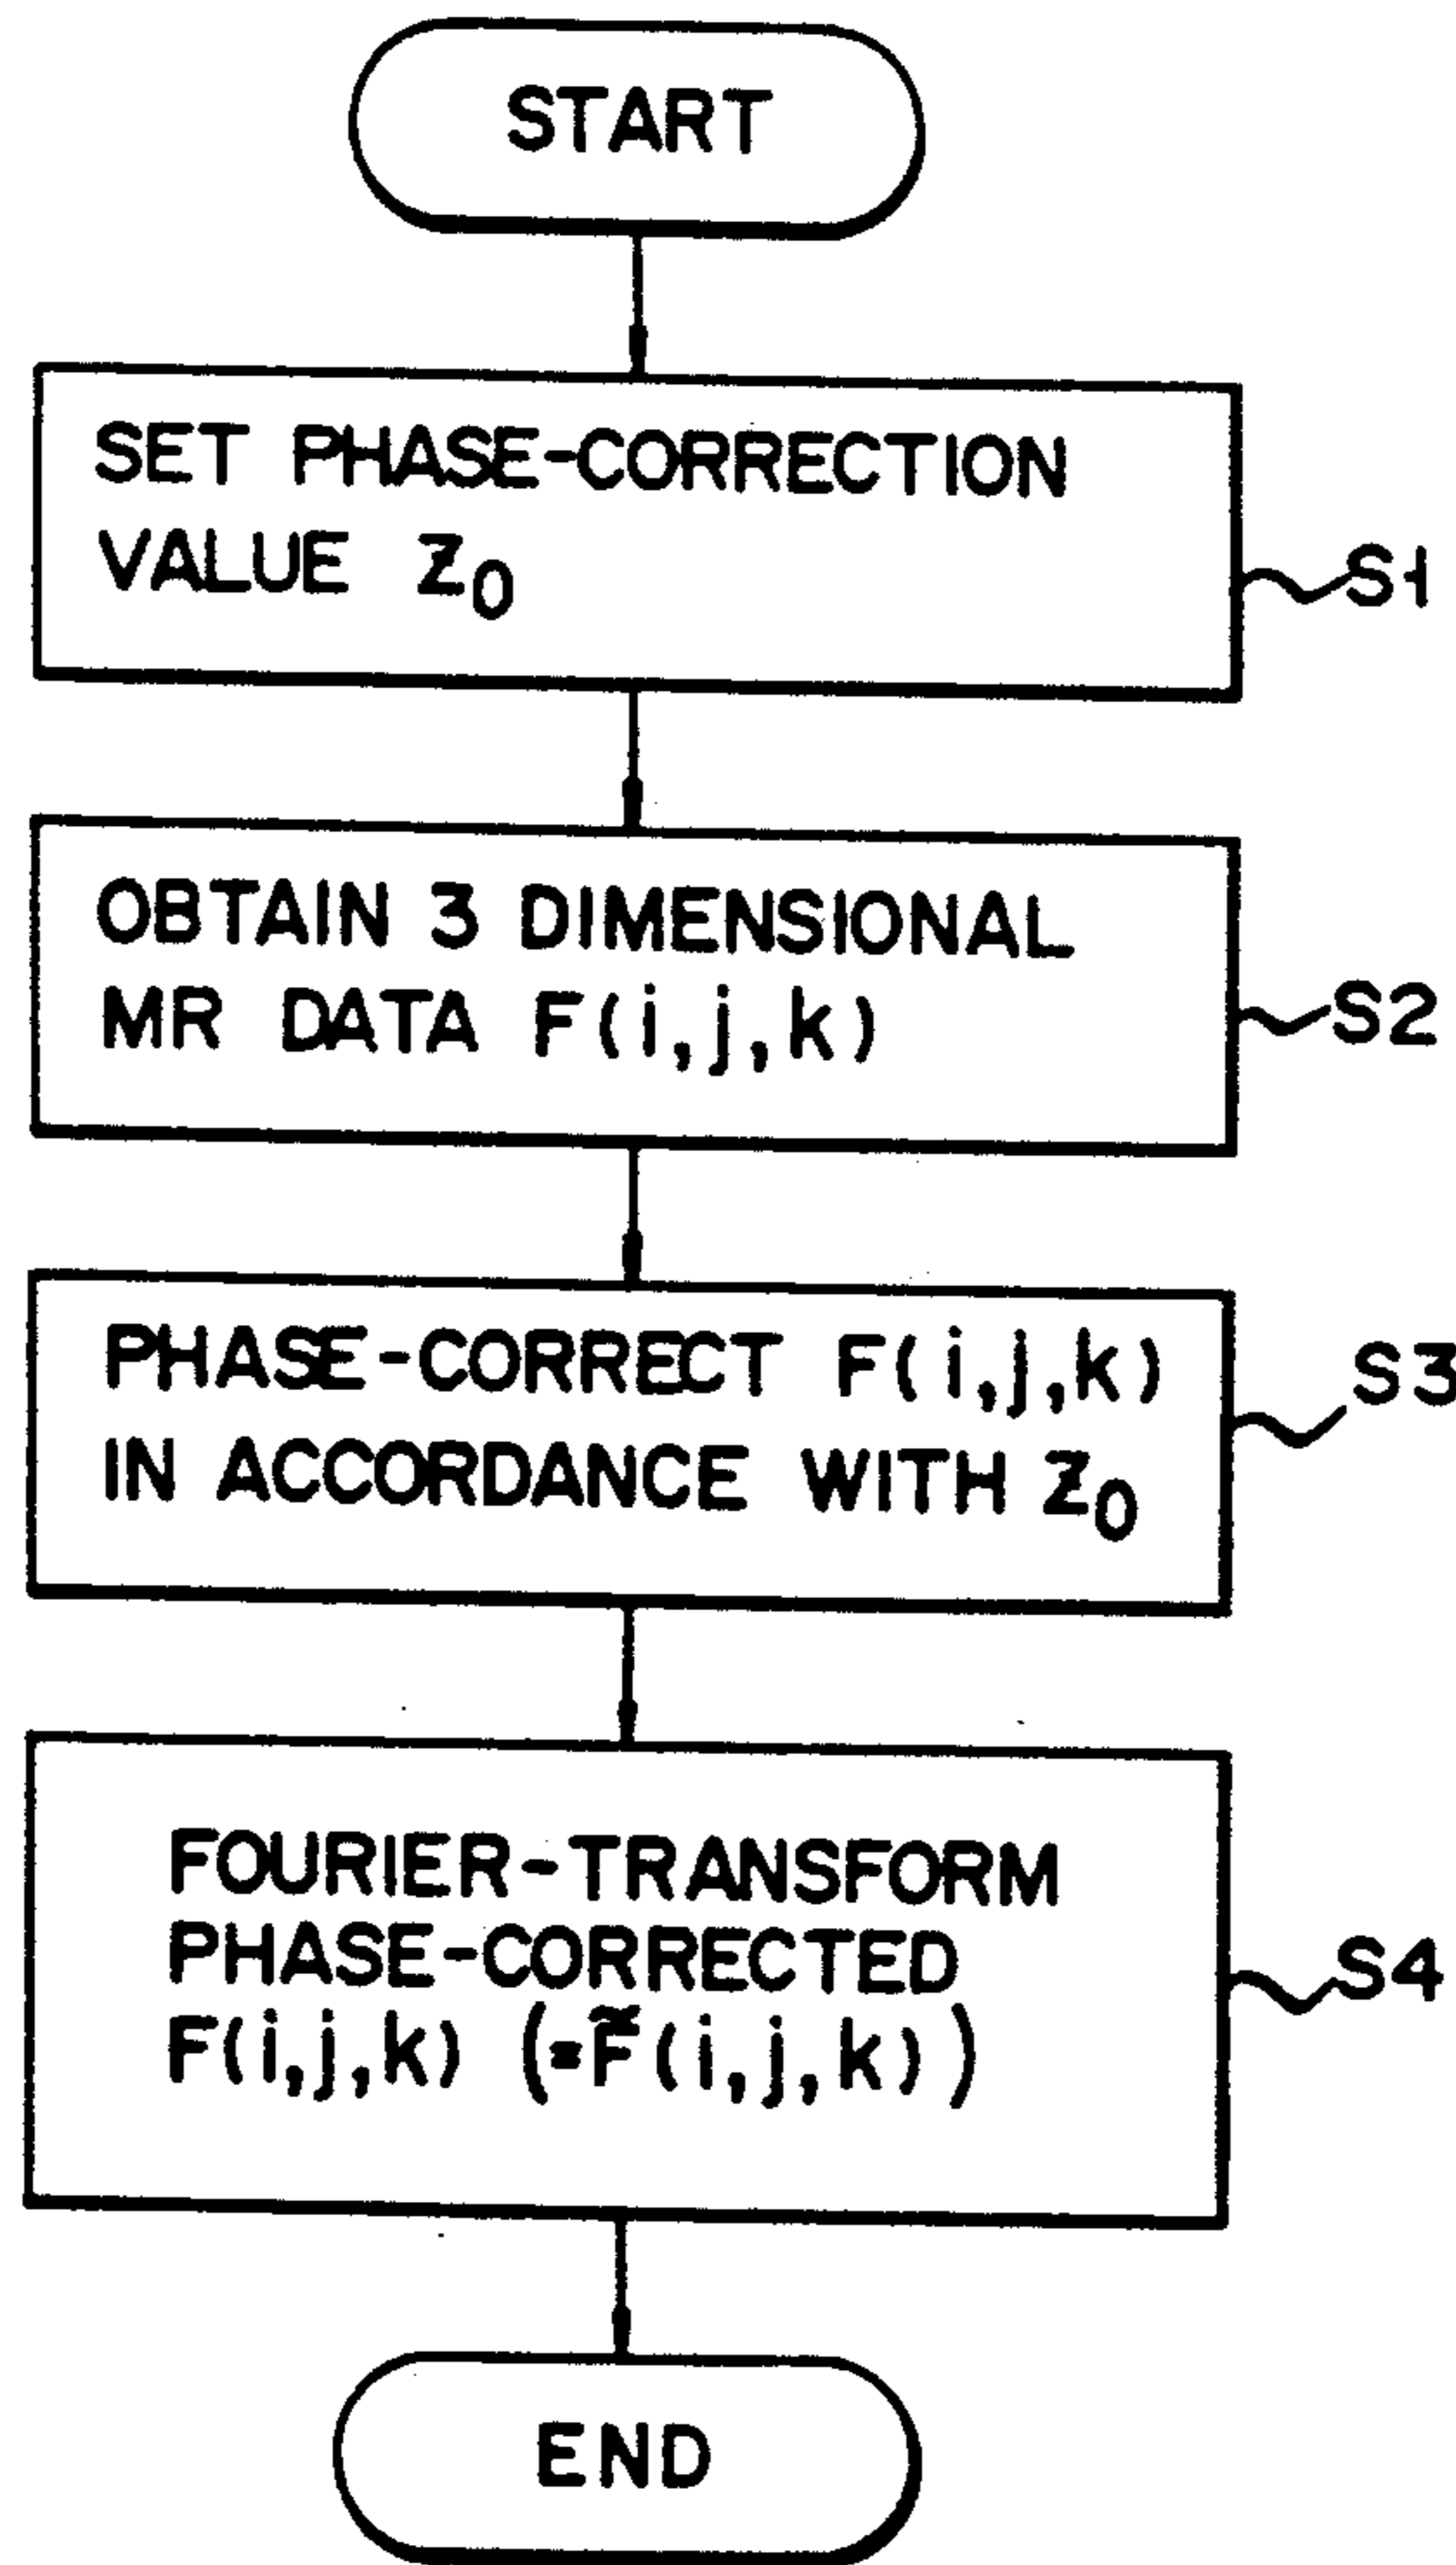 START
SET PHASE-CORRECTION
VALUE Z₀
S1
OBTAIN 3 DIMENSIONAL
MR DATA F(i,j,k)
S2
PHASE-CORRECT F(i,j,k)
IN ACCORDANCE WITH Z₀
S3
FOURIER-TRANSFORM
PHASE-CORRECTED
F(i,j,k) (=F̃(i,j,k))
S4
END